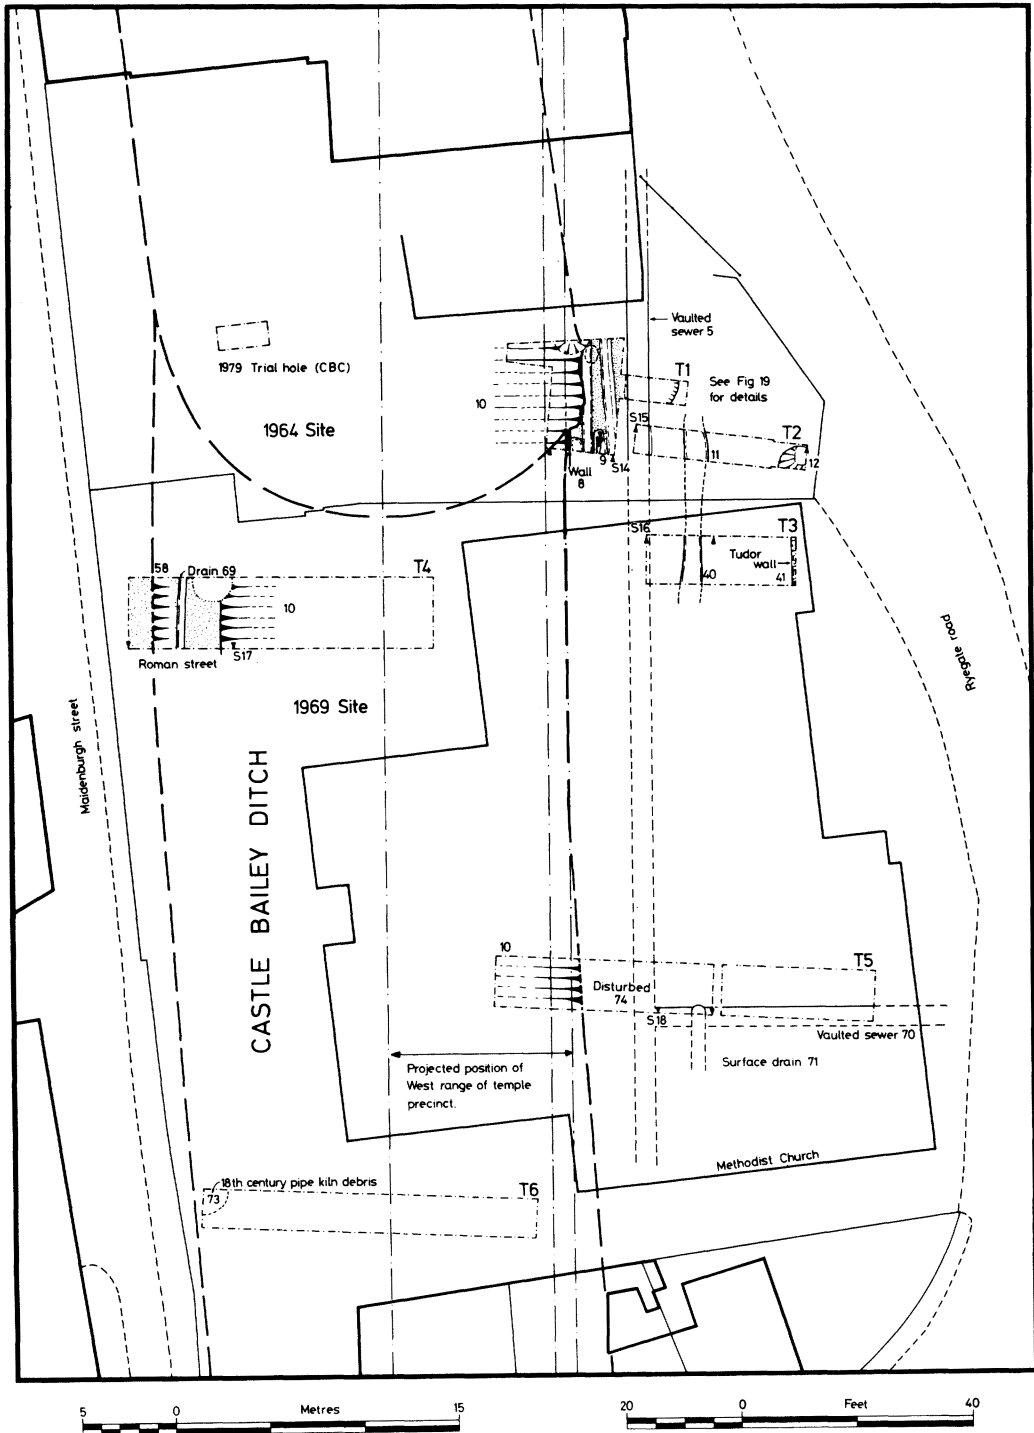 Vaulted
sewer 5
1979 Trial hole (CBC)
T1
See Fig 19
for details
10
1964 Site
S15
T2
11
12
9
S14
Wall
8
S16
T3
Tudor
wall
40
41
58
Drain 69
T4
10
Roman street
S17
1969 Site
Ryegate road
Maidenburgh street
CASTLE BAILEY DITCH
10
T5
Disturbed
74
S18
Vaulted sewer 70
Surface drain 71
Projected position of
West range of temple
precinct.
Methodist Church
18th century pipe kiln debris
73
T6
5 0 Metres 15
20 0 Feet 40